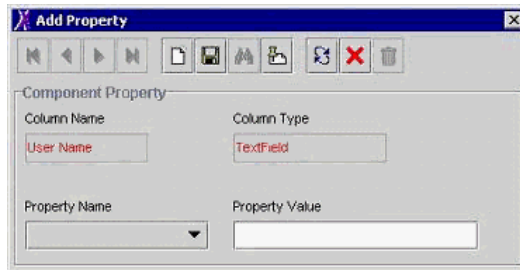 Add Property
Component Property
Column Name Column Type
User Name TextField
Property Name Property Value